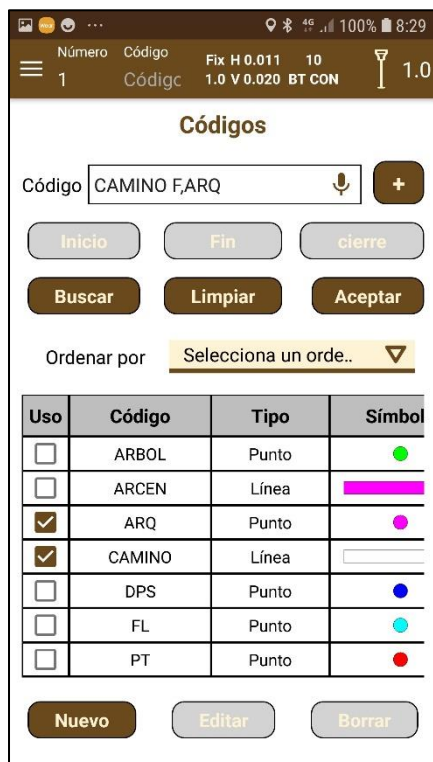 4G 100% 8:29
Número Código Fix H 0.011 10
1 Códigc 1.0 V 0.020 BT CON 1.0
Códigos
Código CAMINO F,ARQ +
Inicio Fin cierre
Buscar Limpiar Aceptar
Ordenar por Selecciona un orde..
Uso Código Tipo Símbol
ARBOL Punto
ARCEN Línea
ARQ Punto
CAMINO Línea
DPS Punto
FL Punto
PT Punto
Nuevo Editar Borrar